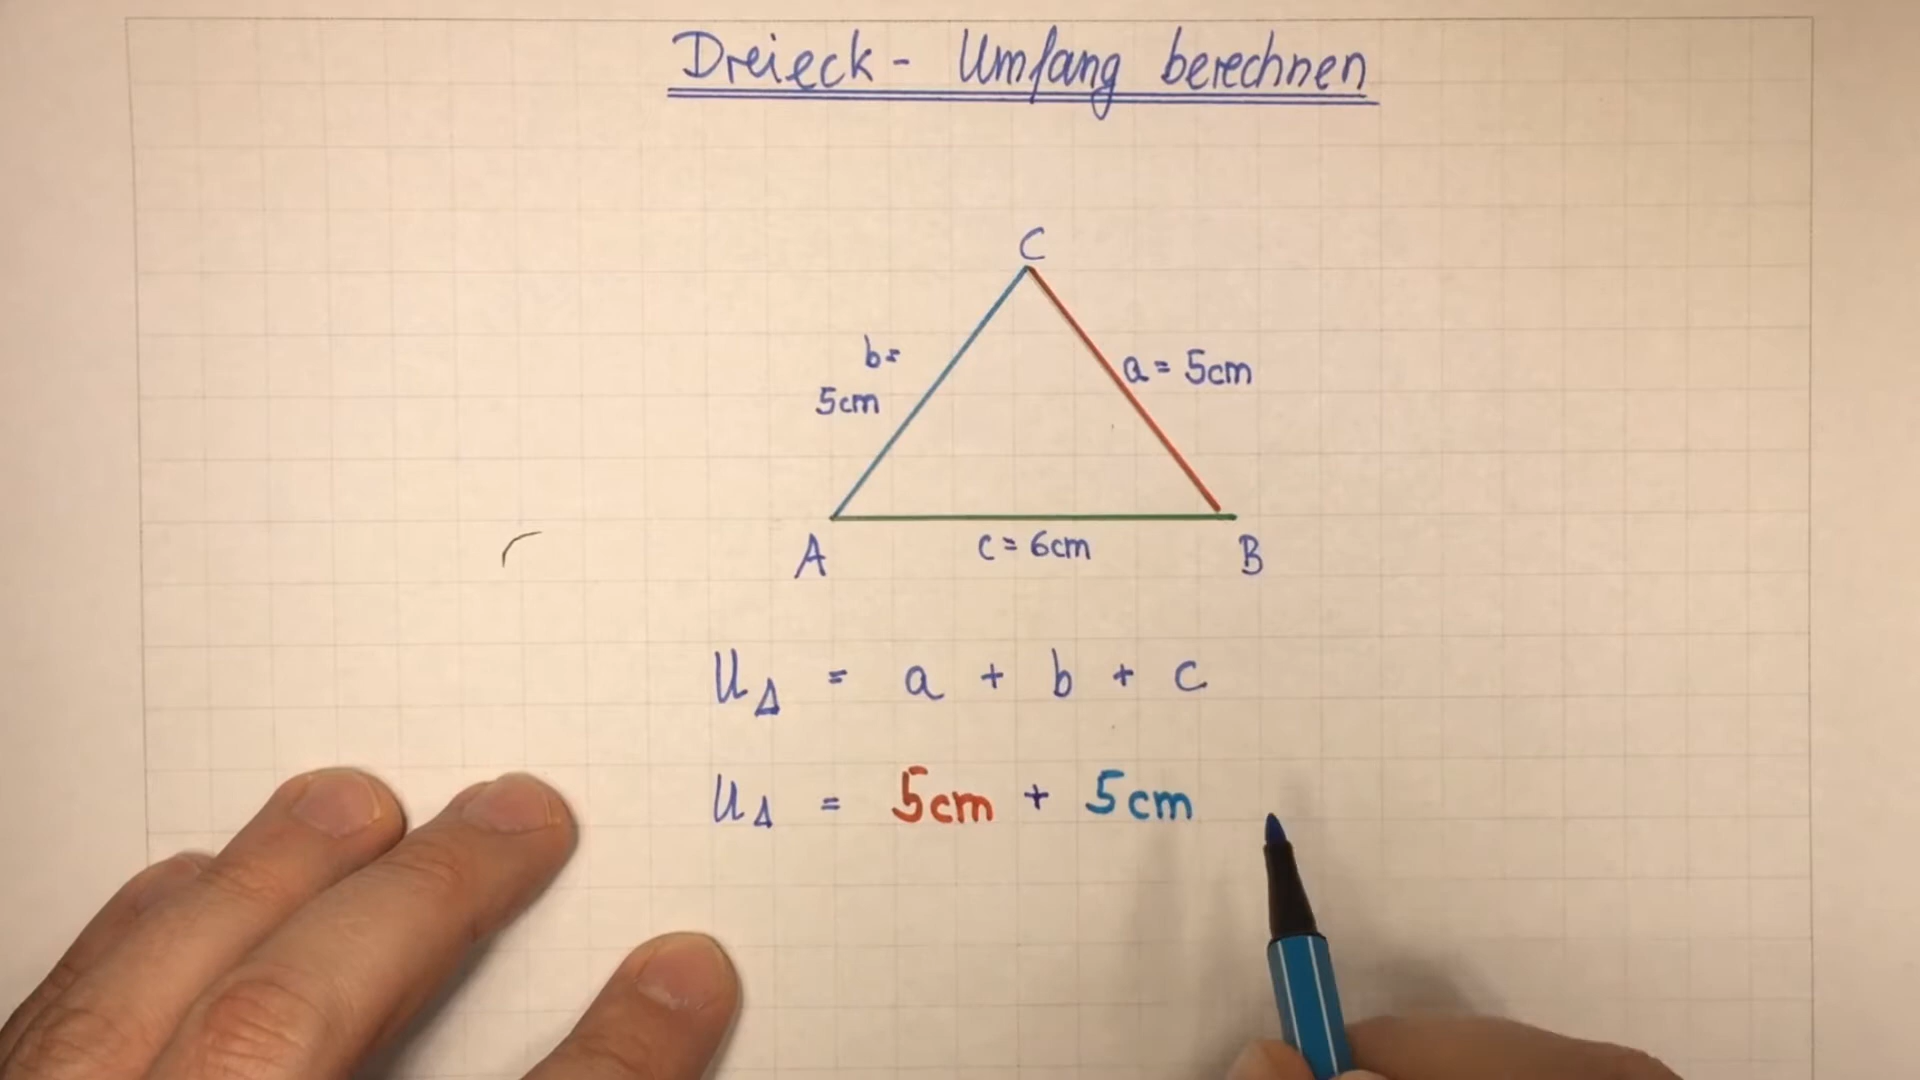 Dreieck - Umfang berechnen
C
b=
5cm
a = 5cm
A
c = 6cm
B
U△ = a + b + c
U△ = 5cm + 5cm